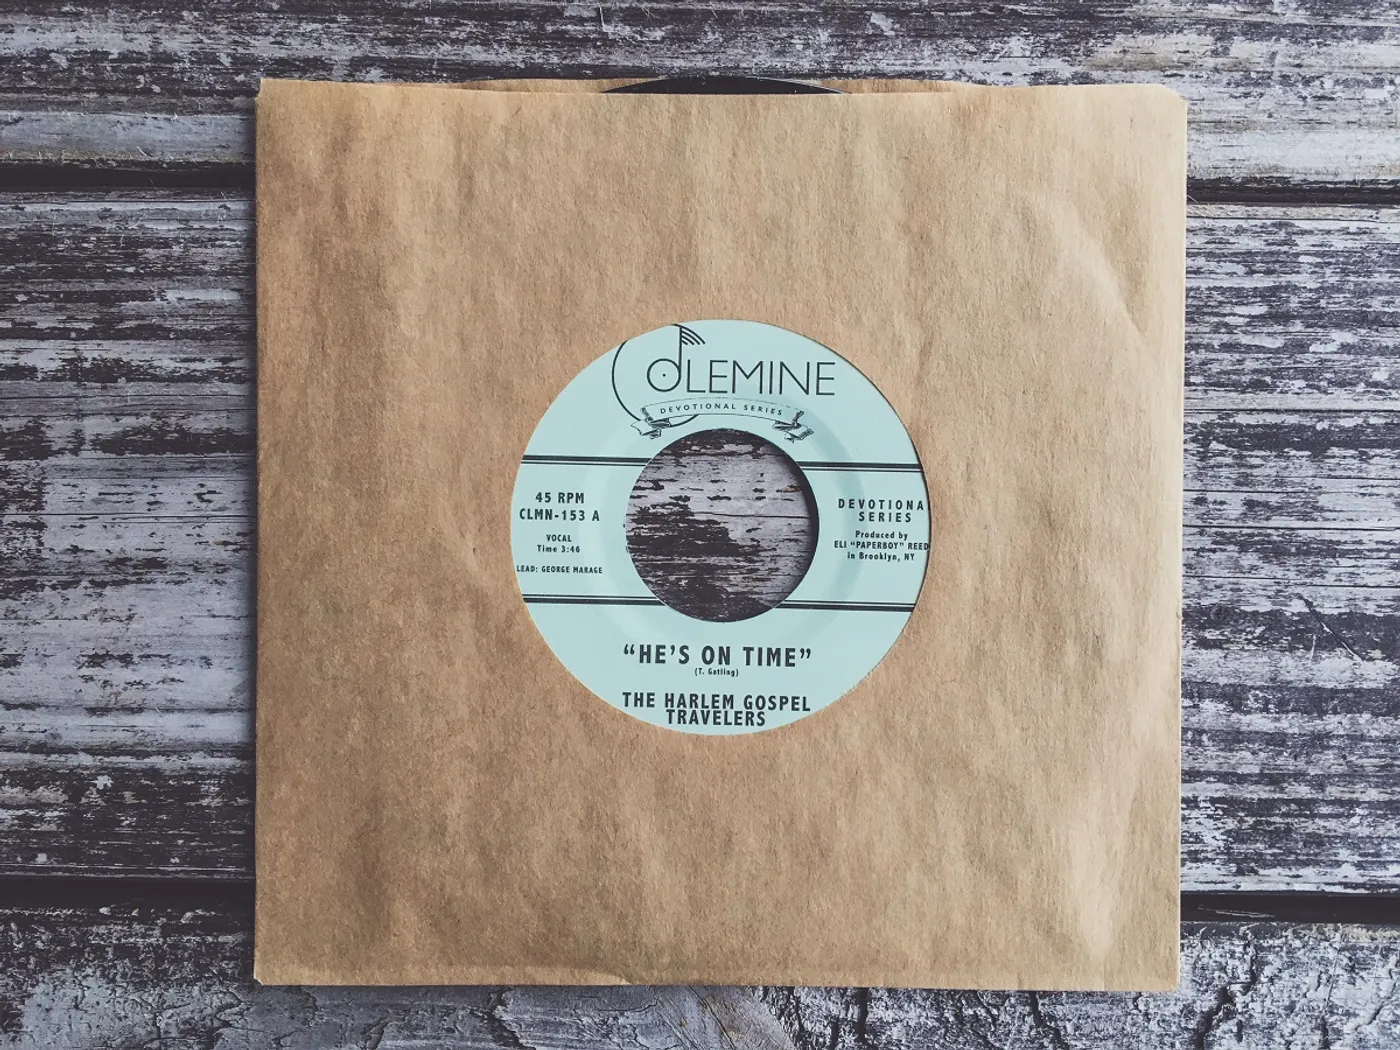 COLEMINE
DEVOTIONAL SERIES
45 RPM
CLMN-153 A
VOCAL
Time 3:46
LEAD: GEORGE MARAGE
DEVOTIONA
SERIES
Produced by
ELI "PAPERBOY" REED
in Brooklyn, NY
"HE'S ON TIME"
(T. Gatling)
THE HARLEM GOSPEL
TRAVELERS